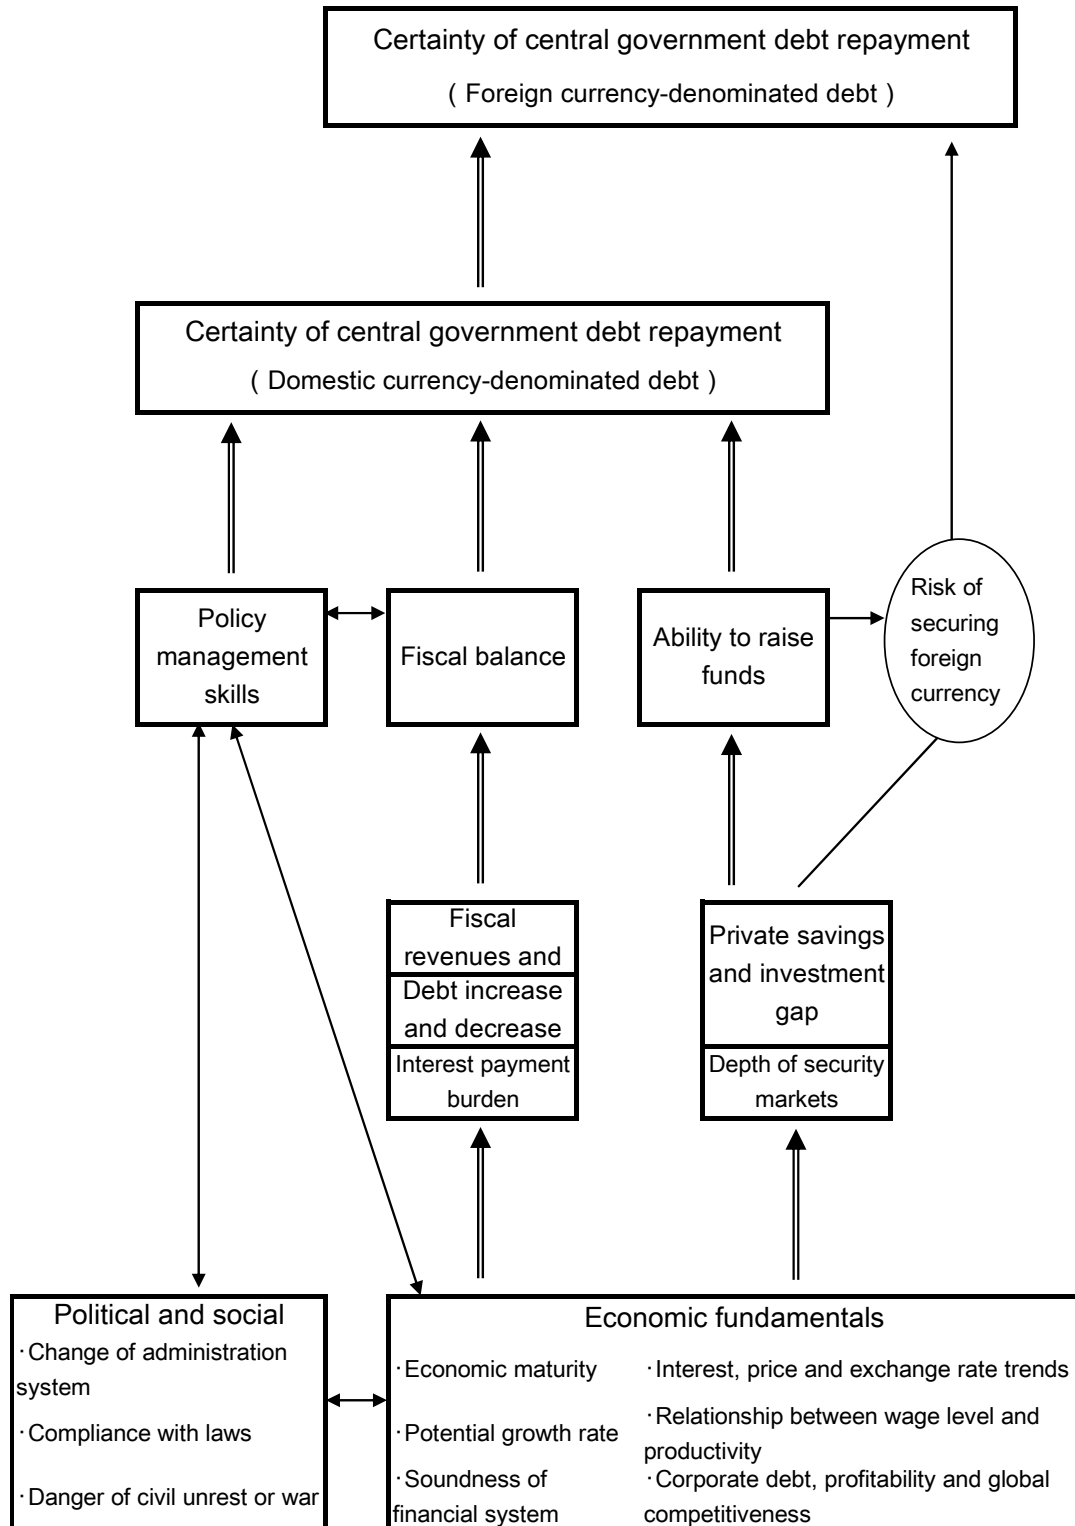 Certainty of central government debt repayment
( Foreign currency-denominated debt )
Certainty of central government debt repayment
( Domestic currency-denominated debt )
Policy
management
skills
Fiscal balance
Ability to raise
funds
Risk of
securing
foreign
currency
Fiscal
revenues and
Debt increase
and decrease
Interest payment
burden
Private savings
and investment
gap
Depth of security
markets
Political and social
·Change of administration
system
·Compliance with laws
·Danger of civil unrest or war
Economic fundamentals
·Economic maturity
·Potential growth rate
·Soundness of
financial system
·Interest, price and exchange rate trends
·Relationship between wage level and
productivity
·Corporate debt, profitability and global
competitiveness